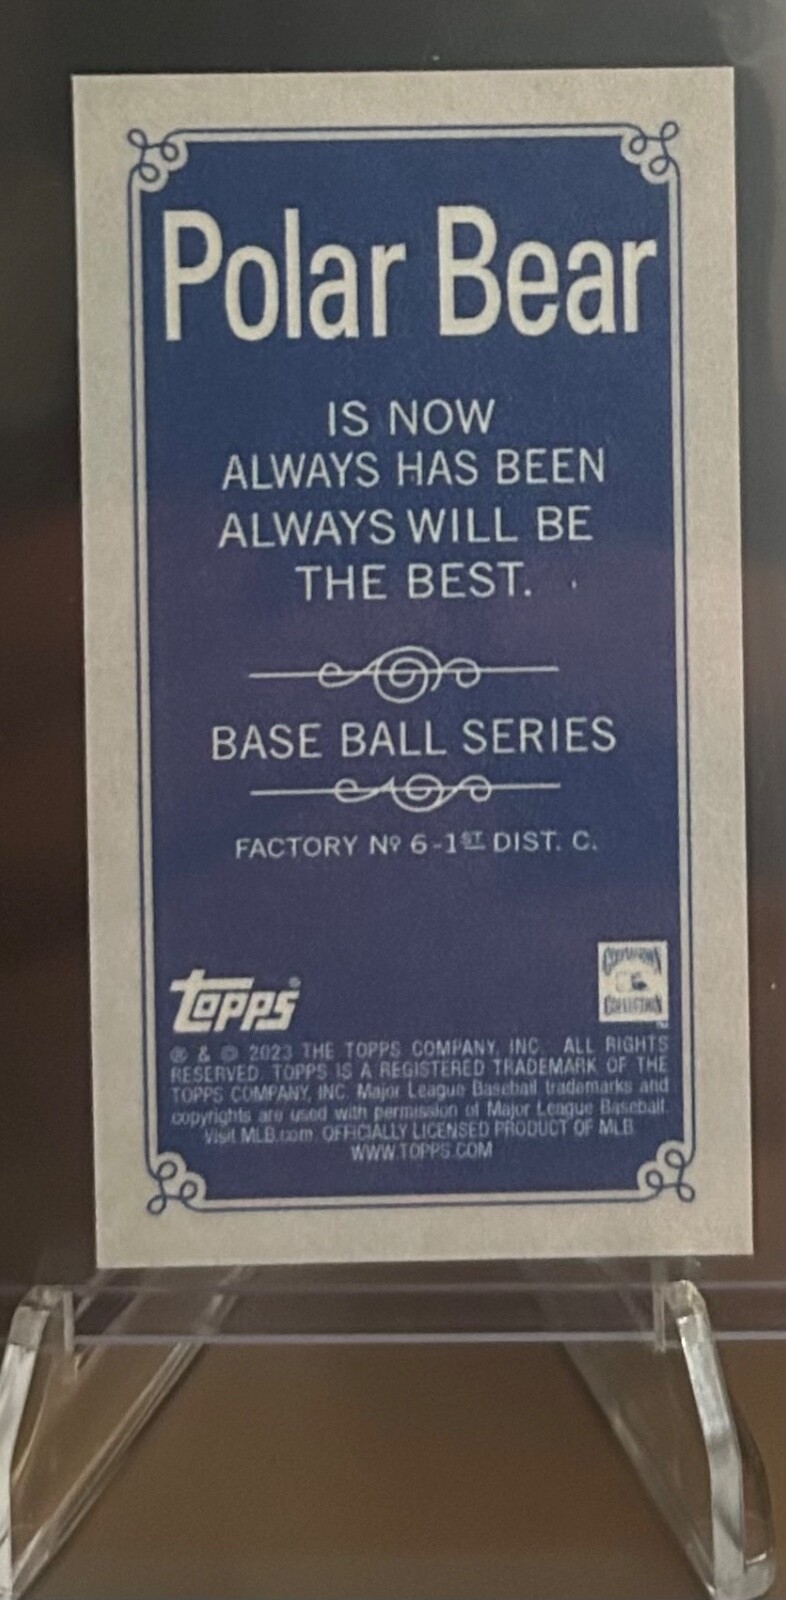 Polar Bear
IS NOW
ALWAYS HAS BEEN
ALWAYS WILL BE
THE BEST.
BASE BALL SERIES
FACTORY Nº 6-1ST DIST. C.
topps®
COOPERSTOWN
COLLECTION
™
® & © 2023 THE TOPPS COMPANY, INC. ALL RIGHTS
RESERVED. TOPPS IS A REGISTERED TRADEMARK OF THE
TOPPS COMPANY, INC. Major League Baseball trademarks and
copyrights are used with permission of Major League Baseball.
Visit MLB.com. OFFICIALLY LICENSED PRODUCT OF MLB.
WWW.TOPPS.COM